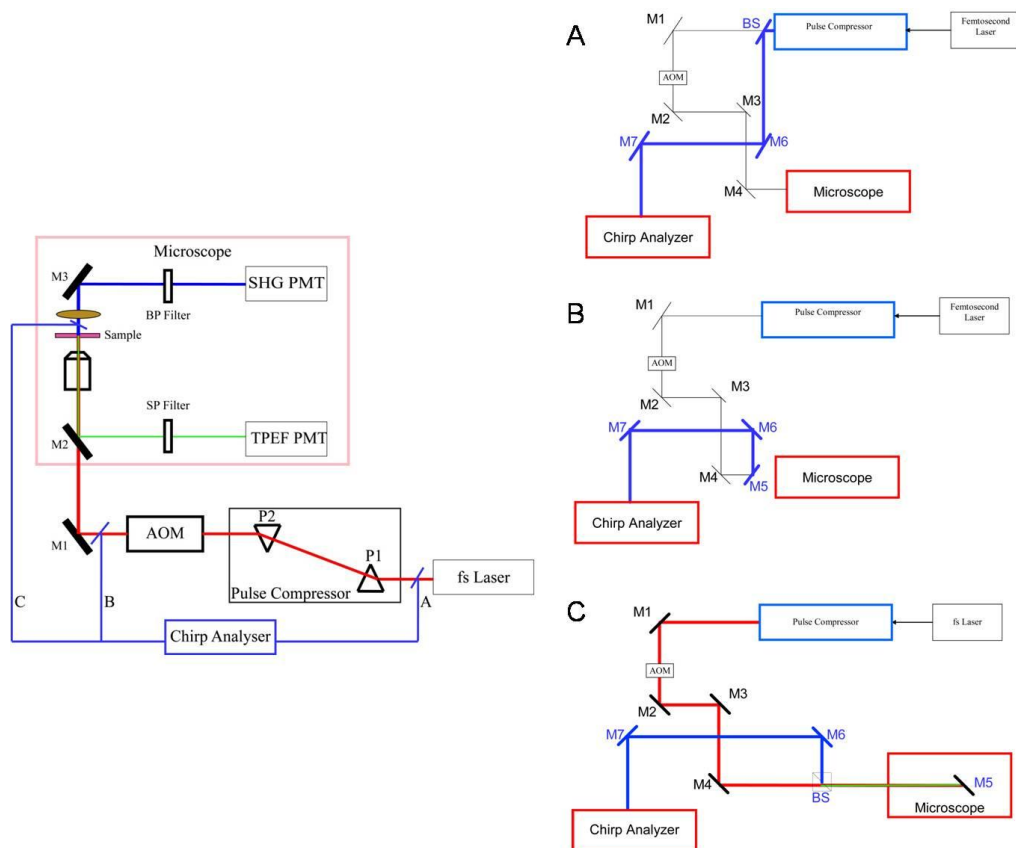 Microscope
M3
SHG PMT
BP Filter
Sample
SP Filter
M2
TPEF PMT
M1
AOM
P2
P1
Pulse Compressor
fs Laser
C
B
A
Chirp Analyser
A
M1
BS
Pulse Compressor
Femtosecond
Laser
AOM
M2
M3
M7
M6
M4
Microscope
Chirp Analyzer
B
M1
Pulse Compressor
Femtosecond
Laser
AOM
M2
M3
M7
M6
M4
M5
Microscope
Chirp Analyzer
C
M1
Pulse Compressor
fs Laser
AOM
M2
M3
M7
M6
M4
BS
M5
Microscope
Chirp Analyzer